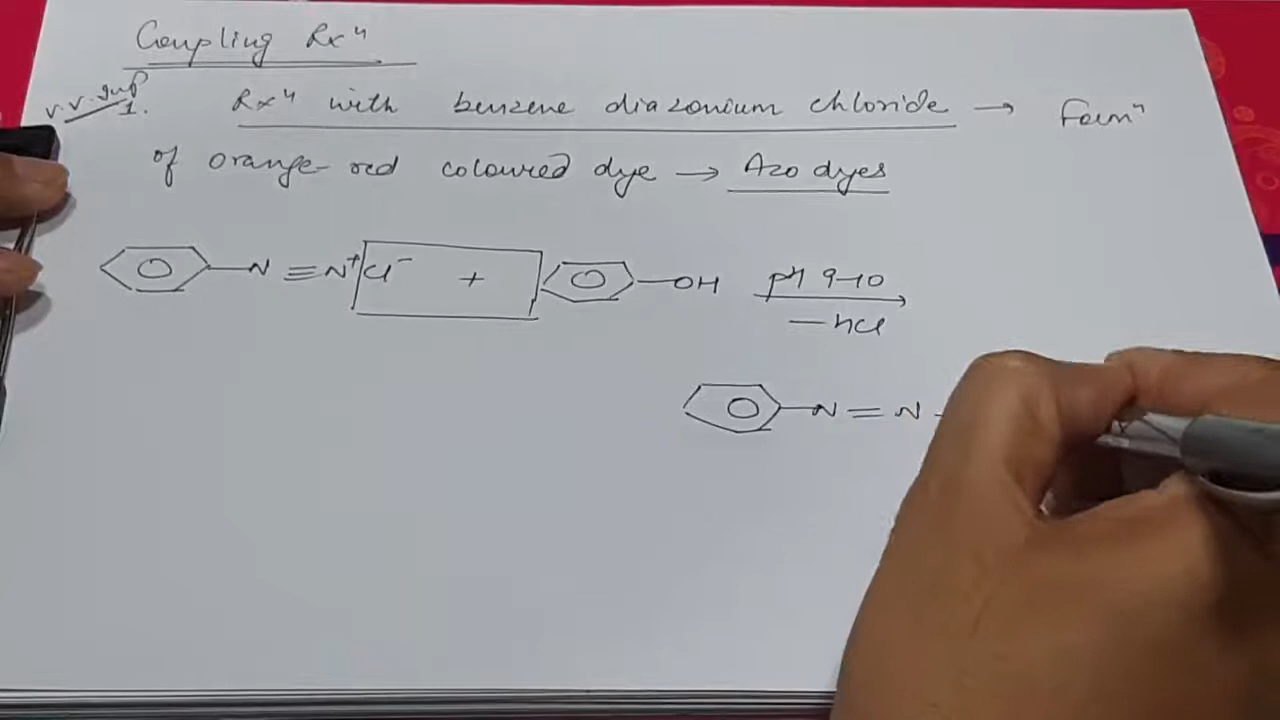 Coupling Rxⁿ
v.v.Imp
1. Rxⁿ with benzene diazonium chloride → Formⁿ
of orange-red coloured dye → Azo dyes
N ≡ N⁺ Cl⁻ + OH pH 9-10
- HCl
N = N -